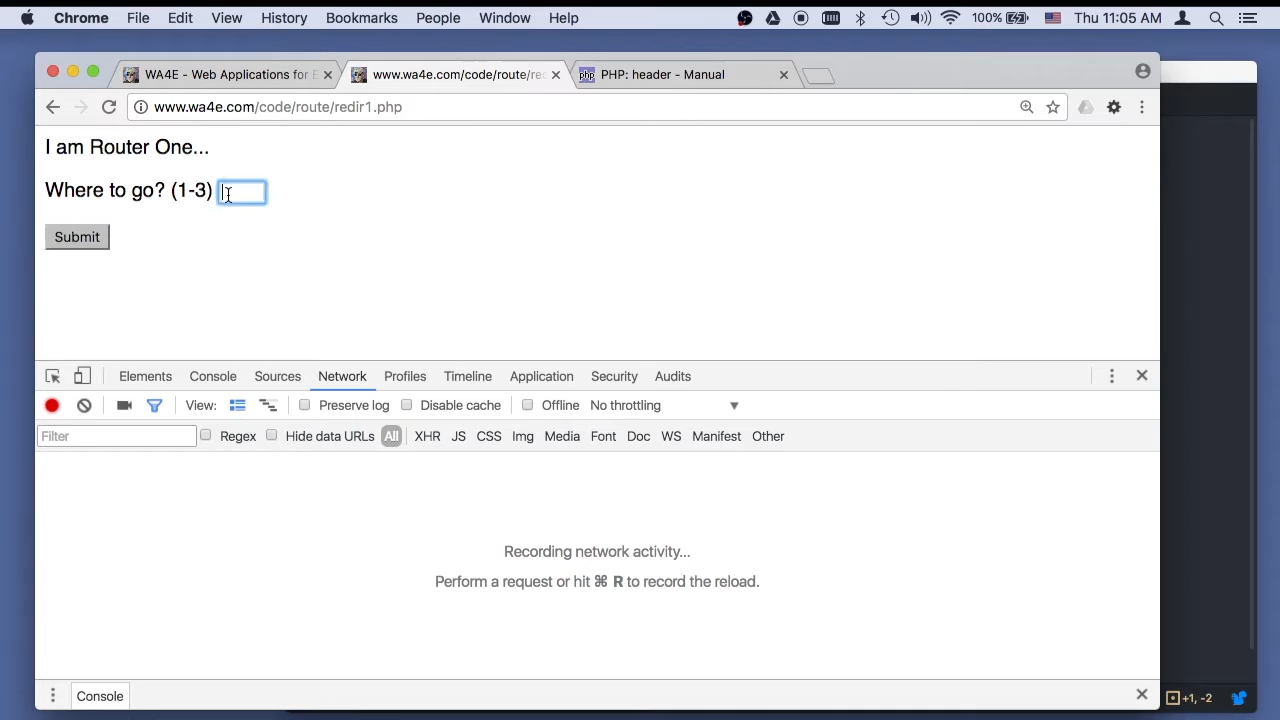 Chrome File Edit View History Bookmarks People Window Help 100% Thu 11:05 AM
WA4E - Web Applications for E
www.wa4e.com/code/route/re
php PHP: header - Manual
www.wa4e.com/code/route/redir1.php
I am Router One...
Where to go? (1-3)
Submit
Elements Console Sources Network Profiles Timeline Application Security Audits
View: Preserve log Disable cache Offline No throttling
Filter Regex Hide data URLs All XHR JS CSS Img Media Font Doc WS Manifest Other
Recording network activity...
Perform a request or hit ⌘ R to record the reload.
Console
+1, -2